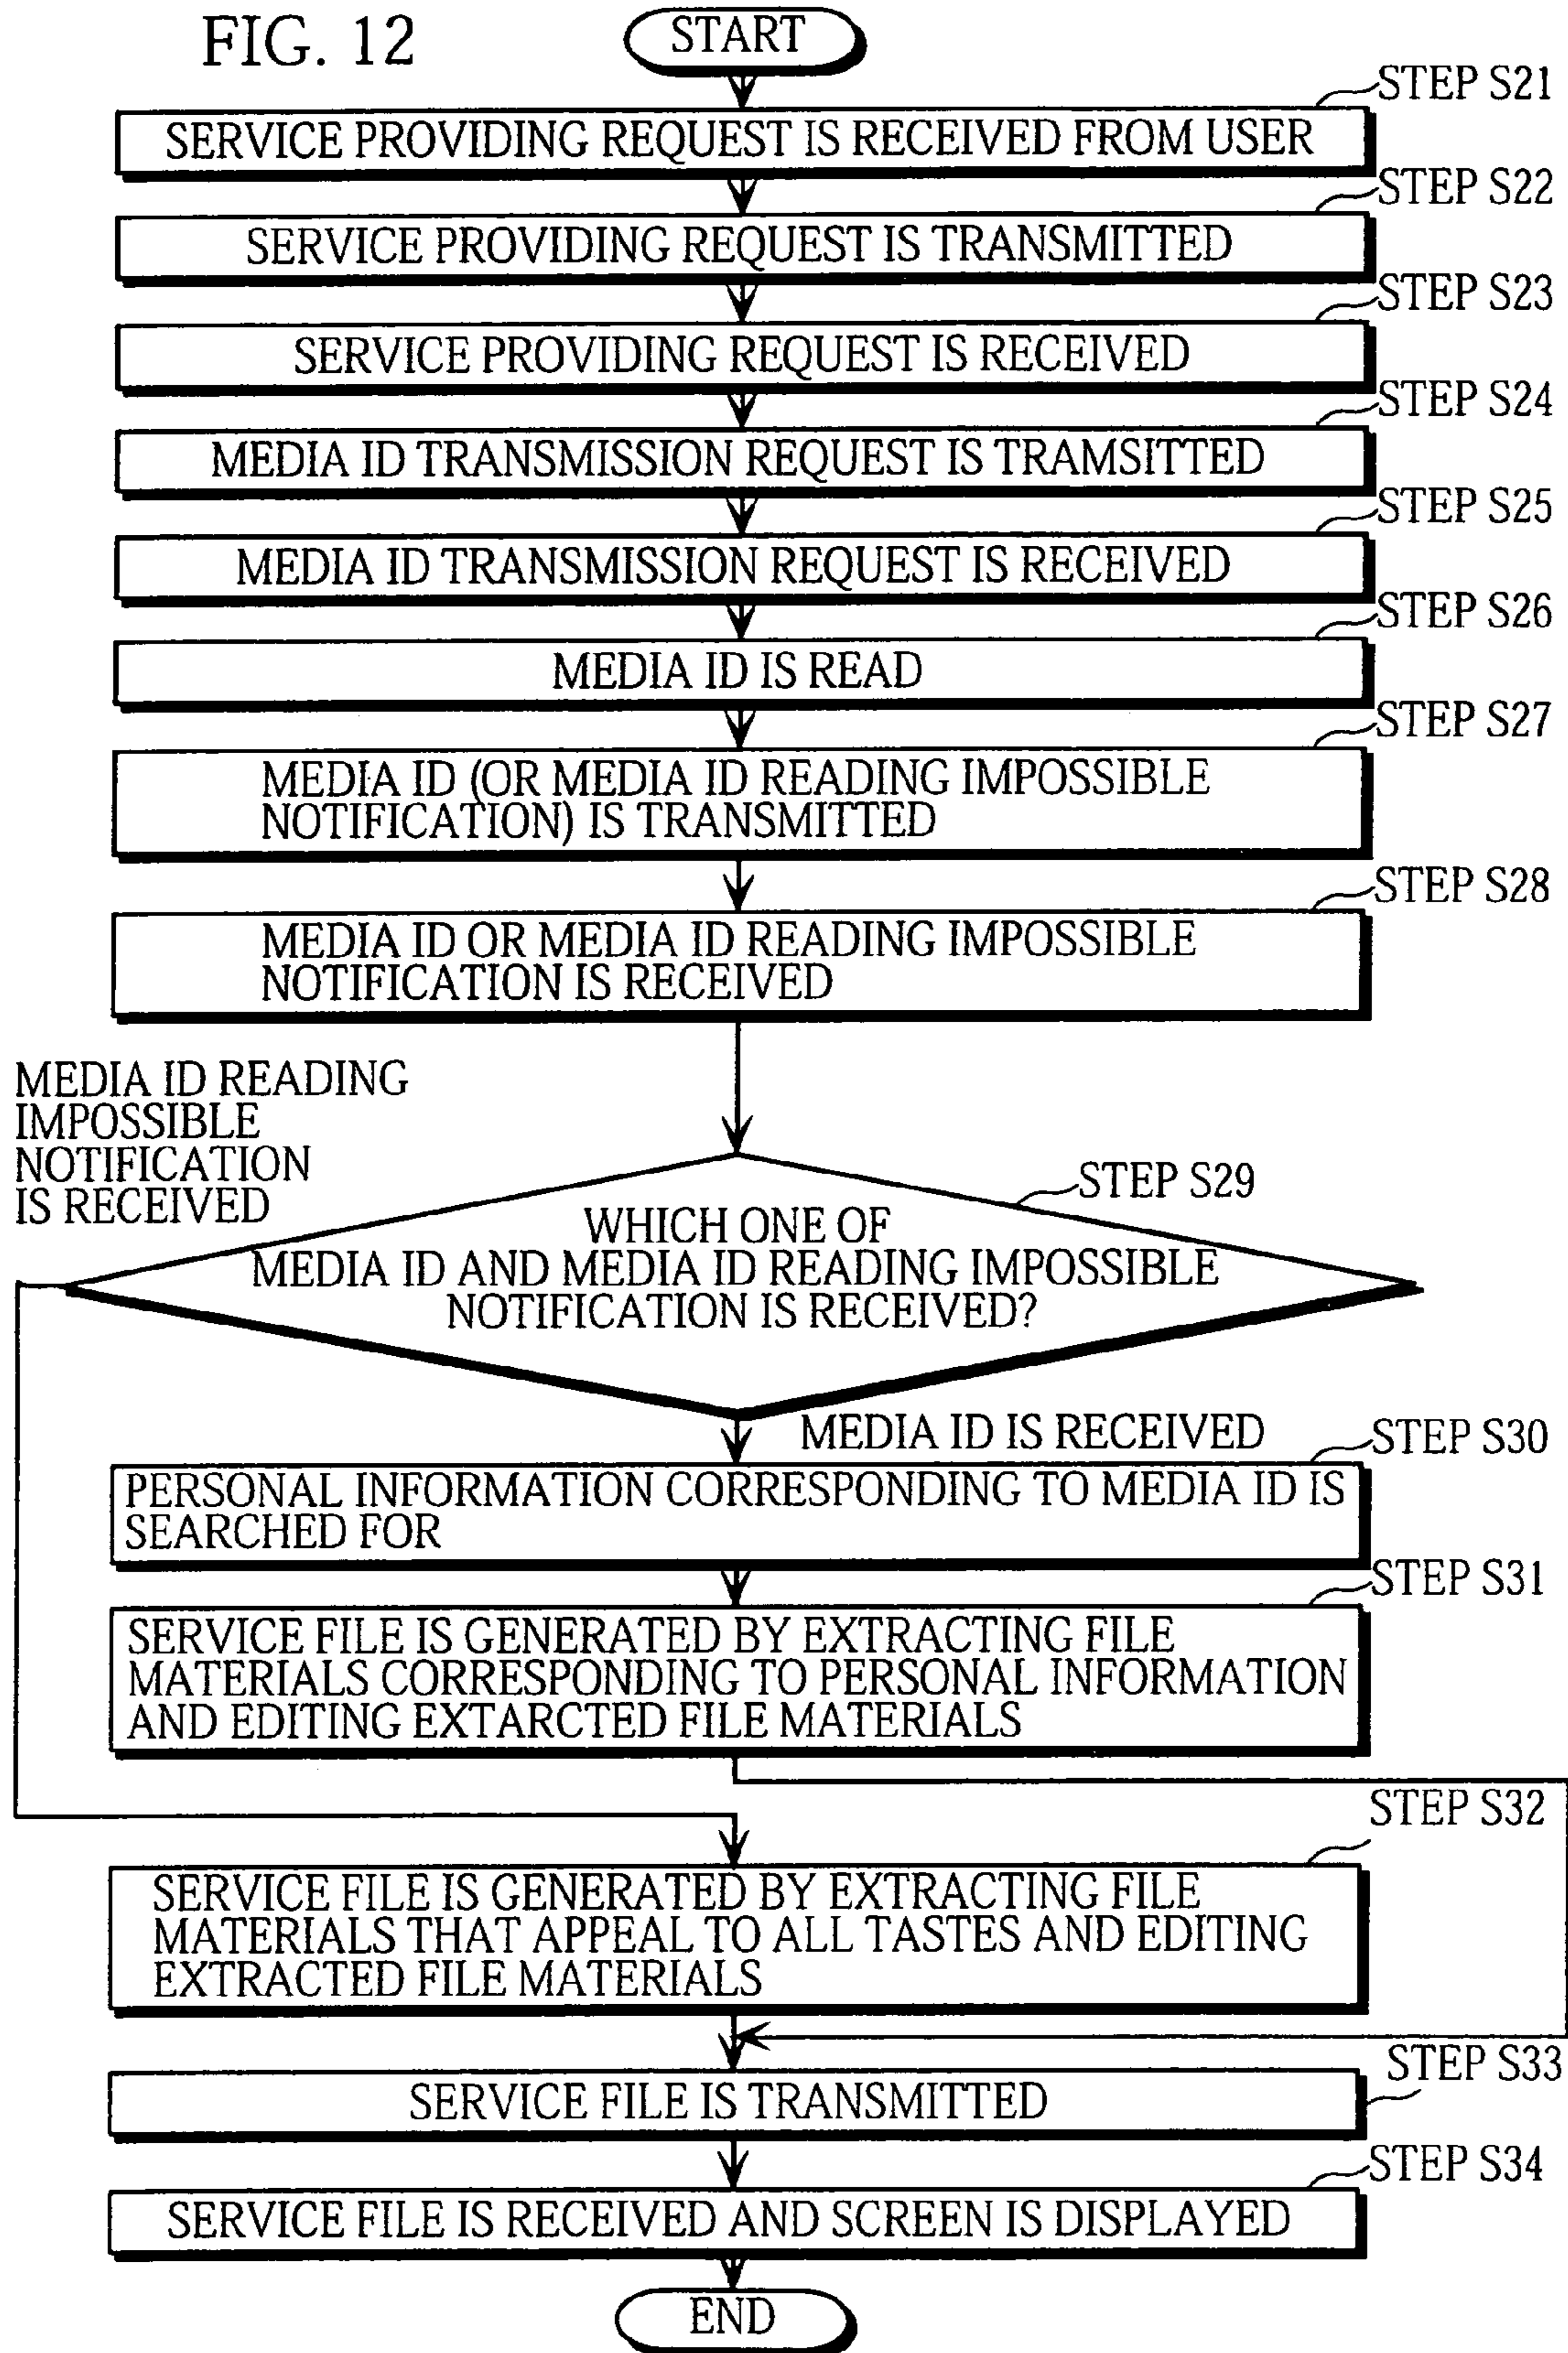 FIG. 12
START
STEP S21
SERVICE PROVIDING REQUEST IS RECEIVED FROM USER
STEP S22
SERVICE PROVIDING REQUEST IS TRANSMITTED
STEP S23
SERVICE PROVIDING REQUEST IS RECEIVED
STEP S24
MEDIA ID TRANSMISSION REQUEST IS TRAMSITTED
STEP S25
MEDIA ID TRANSMISSION REQUEST IS RECEIVED
STEP S26
MEDIA ID IS READ
STEP S27
MEDIA ID (OR MEDIA ID READING IMPOSSIBLE
NOTIFICATION) IS TRANSMITTED
STEP S28
MEDIA ID OR MEDIA ID READING IMPOSSIBLE
NOTIFICATION IS RECEIVED
MEDIA ID READING
IMPOSSIBLE
NOTIFICATION
IS RECEIVED
STEP S29
WHICH ONE OF
MEDIA ID AND MEDIA ID READING IMPOSSIBLE
NOTIFICATION IS RECEIVED?
MEDIA ID IS RECEIVED
STEP S30
PERSONAL INFORMATION CORRESPONDING TO MEDIA ID IS
SEARCHED FOR
STEP S31
SERVICE FILE IS GENERATED BY EXTRACTING FILE
MATERIALS CORRESPONDING TO PERSONAL INFORMATION
AND EDITING EXTARCTED FILE MATERIALS
STEP S32
SERVICE FILE IS GENERATED BY EXTRACTING FILE
MATERIALS THAT APPEAL TO ALL TASTES AND EDITING
EXTRACTED FILE MATERIALS
STEP S33
SERVICE FILE IS TRANSMITTED
STEP S34
SERVICE FILE IS RECEIVED AND SCREEN IS DISPLAYED
END